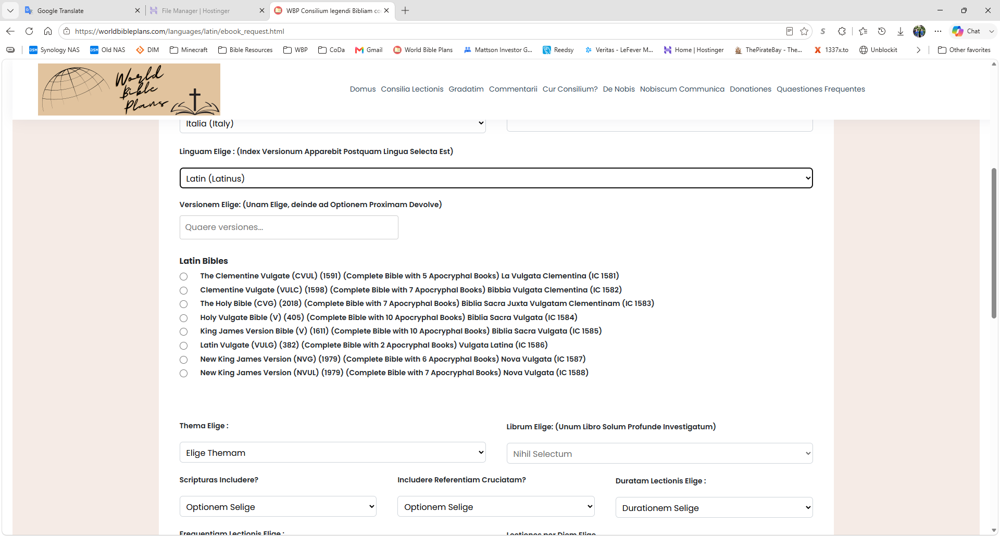 Google Translate
File Manager | Hostinger
WBP Consilium legendi Bibliam co
https://worldbibleplans.com/languages/latin/ebook_request.html
Chat
Synology NAS
Old NAS
DIM
Minecraft
Bible Resources
WBP
CoDa
Gmail
World Bible Plans
Mattson Investor G...
Reedsy
Veritas - LeFever M...
Home | Hostinger
ThePirateBay - The...
1337x.to
Unblockit
Other favorites
World
Bible
Plans
Domus Consilia Lectionis Gradatim Commentarii Cur Consilium? De Nobis Nobiscum Communica Donationes Quaestiones Frequentes
Italia (Italy)
Linguam Elige : (Index Versionum Apparebit Postquam Lingua Selecta Est)
Latin (Latinus)
Versionem Elige: (Unam Elige, deinde ad Optionem Proximam Devolve)
Quaere versiones...
Latin Bibles
The Clementine Vulgate (CVUL) (1591) (Complete Bible with 5 Apocryphal Books) La Vulgata Clementina (IC 1581)
Clementine Vulgate (VULC) (1598) (Complete Bible with 7 Apocryphal Books) Bibbia Vulgata Clementina (IC 1582)
The Holy Bible (CVG) (2018) (Complete Bible with 7 Apocryphal Books) Biblia Sacra Juxta Vulgatam Clementinam (IC 1583)
Holy Vulgate Bible (V) (405) (Complete Bible with 10 Apocryphal Books) Biblia Sacra Vulgata (IC 1584)
King James Version Bible (V) (1611) (Complete Bible with 10 Apocryphal Books) Biblia Sacra Vulgata (IC 1585)
Latin Vulgate (VULG) (382) (Complete Bible with 2 Apocryphal Books) Vulgata Latina (IC 1586)
New King James Version (NVG) (1979) (Complete Bible with 6 Apocryphal Books) Nova Vulgata (IC 1587)
New King James Version (NVUL) (1979) (Complete Bible with 7 Apocryphal Books) Nova Vulgata (IC 1588)
Thema Elige :
Librum Elige: (Unum Libro Solum Profunde Investigatum)
Elige Themam
Nihil Selectum
Scripturas Includere?
Includere Referentiam Cruciatam?
Duratam Lectionis Elige :
Optionem Selige
Optionem Selige
Durationem Selige
Frequentiam Lectionis Elige :
Lectiones per Diem Elige